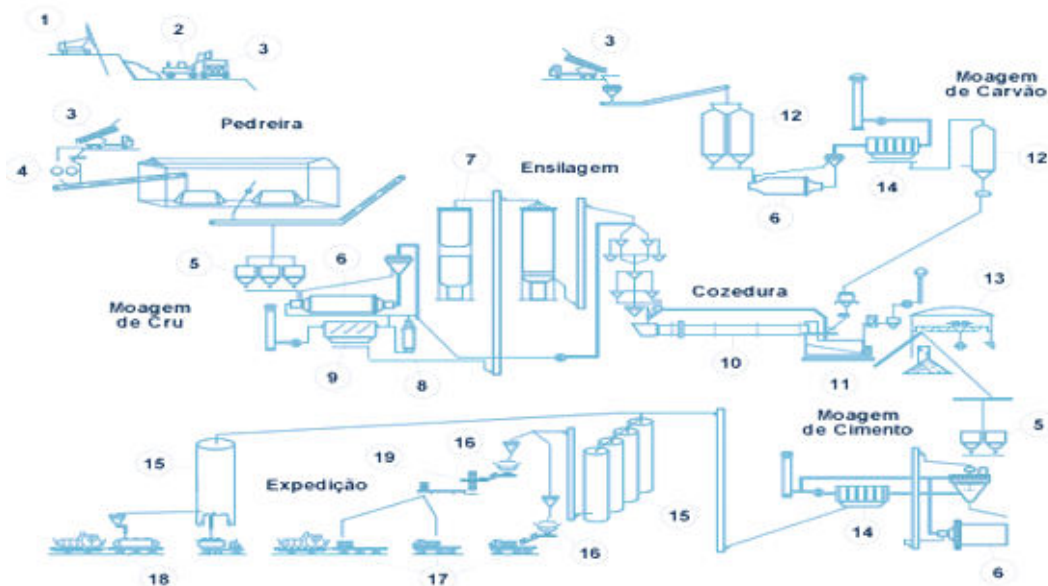 1
2
3
3
Moagem
de Carvão
Pedreira
3
4
12
7
Ensilagem
12
14
6
5
6
Moagem
de Cru
Cozedura
13
9
8
10
11
5
Moagem
de Cimento
15
16
19
Expedição
15
14
16
18
17
6